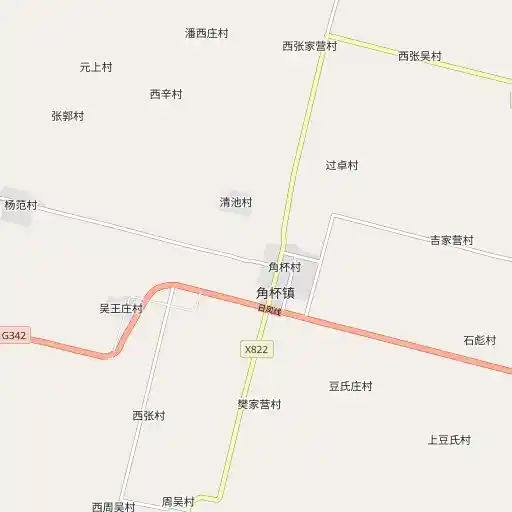 潘西庄村
西张家营村
西张吴村
元上村
西辛村
张郭村
过卓村
杨范村
清池村
吉家营村
角杯村
角杯镇
吴王庄村
日凤线
G342
石彪村
X822
豆氏庄村
樊家营村
西张村
上豆氏村
周吴村
西周吴村